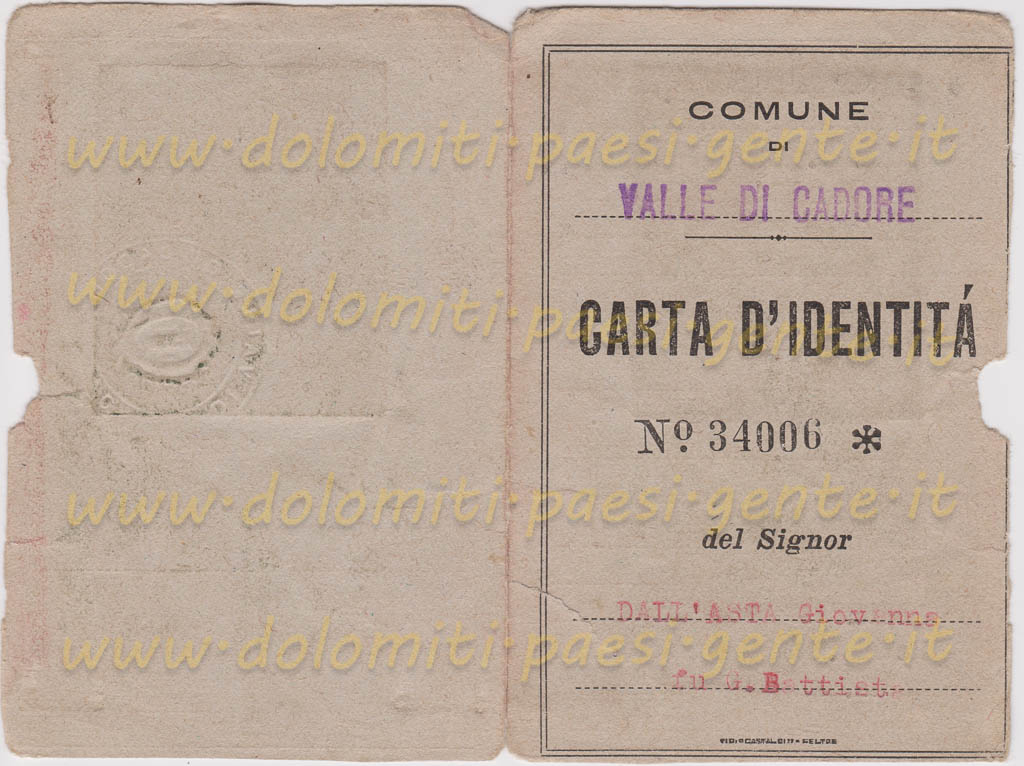 COMUNE
DI
VALLE DI CADORE
CARTA D'IDENTITÁ
Nº 34006 *
del Signor
DALL'ASTA Giovanna
fu G. Battista
www.dolomiti.paesi.gente.it
www.dolomiti.paesi.gente.it
www.dolomiti.paesi.gente.it
www.dolomiti.paesi.gente.it